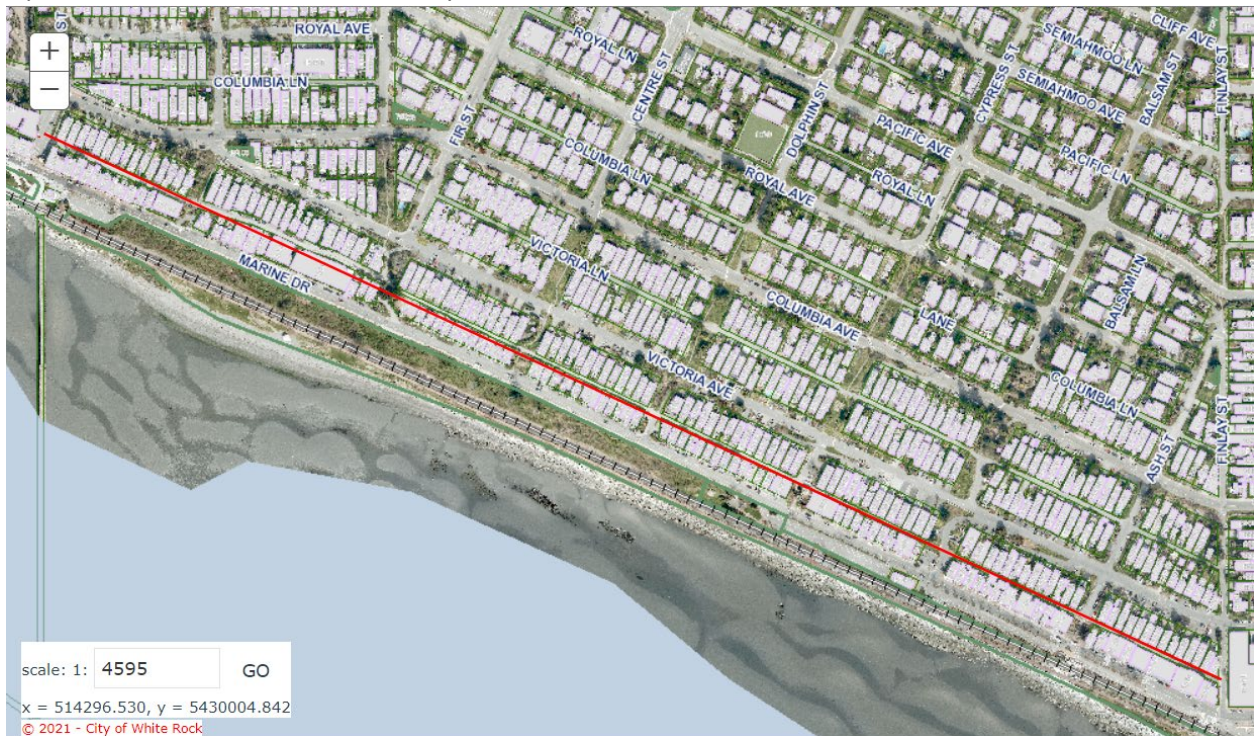 ST
ROYAL AVE
COLUMBIA LN
FIR ST
ROYAL LN
CENTRE ST
COLUMBIA LN
DOLPHIN ST
ROYAL AVE
ROYAL LN
PACIFIC AVE
CYPRESS ST
SEMIAHMOO LN
SEMIAHMOO AVE
CLIFF AVE
BALSAM ST
FINLAY ST
PACIFIC LN
MARINE DR
VICTORIA LN
VICTORIA AVE
COLUMBIA AVE
LANE
BALSAM LN
COLUMBIA LN
ASH ST
FINLAY ST
+
−
scale: 1: 4595 GO
x = 514296.530, y = 5430004.842
© 2021 - City of White Rock